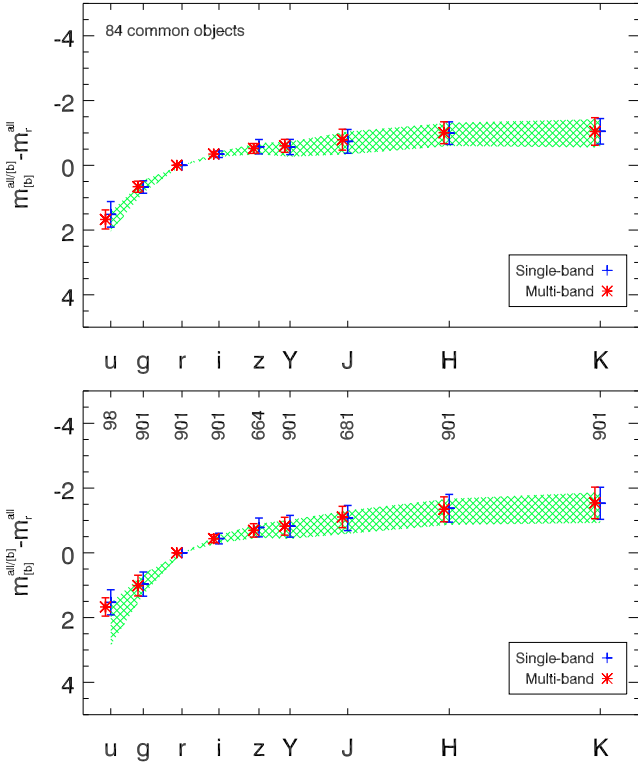 84 common objects
-4
-2
0
2
4
m[b]all/[b]-mrall
Single-band
Multi-band
u g r i z Y J H K
98 901 901 901 664 901 681 901 901
-4
-2
0
2
4
m[b]all/[b]-mrall
Single-band
Multi-band
u g r i z Y J H K